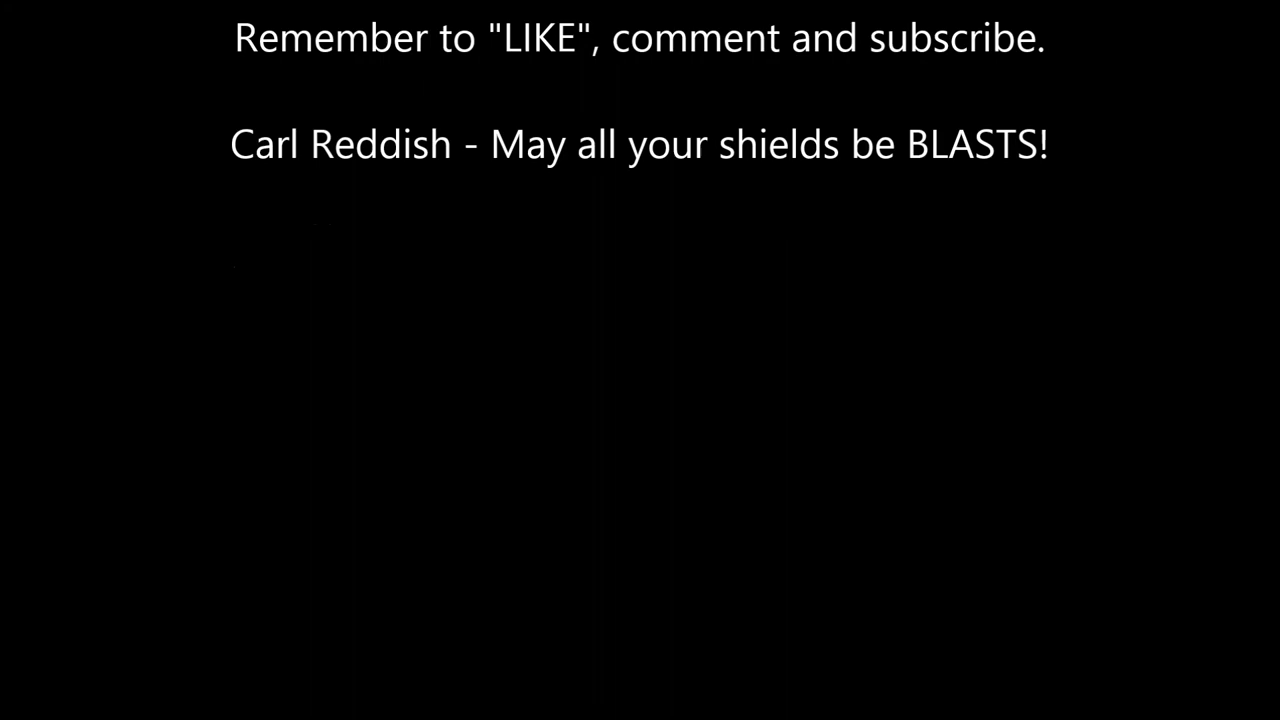 Remember to "LIKE", comment and subscribe.
Carl Reddish - May all your shields be BLASTS!